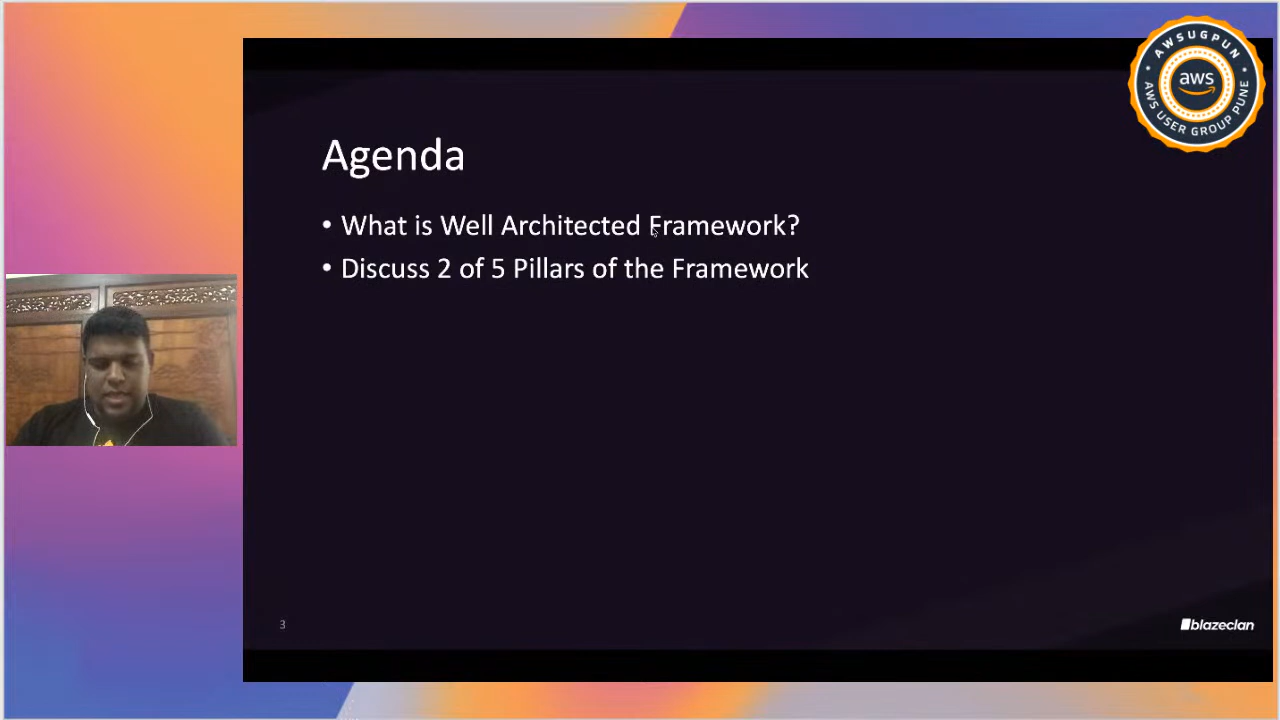 Agenda
• What is Well Architected Framework?
• Discuss 2 of 5 Pillars of the Framework
3
blazeclan
AWSUGPUN
aws
AWS USER GROUP PUNE